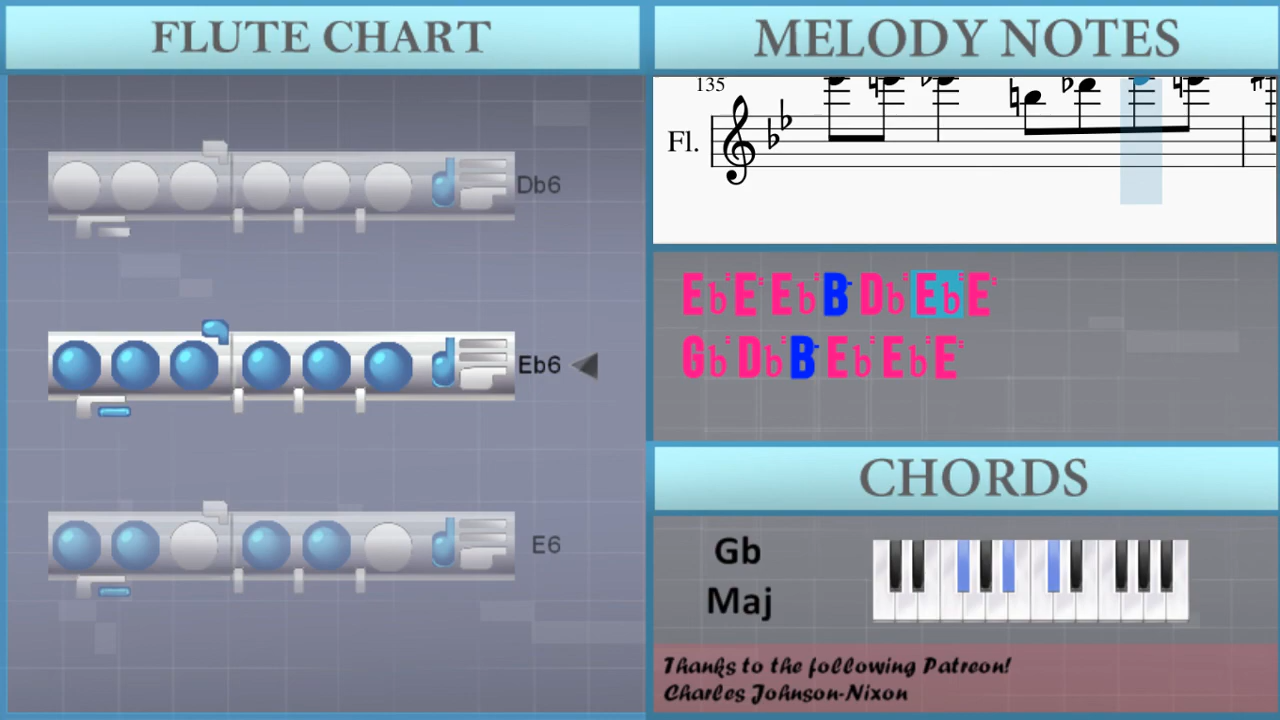 FLUTE CHART
MELODY NOTES
135
Fl.
Db6
Eb6
E6
Eb" E" Eb" B' Db" Eb" E"
Gb" Db" B' Eb" Eb" E"
CHORDS
Gb
Maj
Thanks to the following Patreon!
Charles Johnson-Nixon